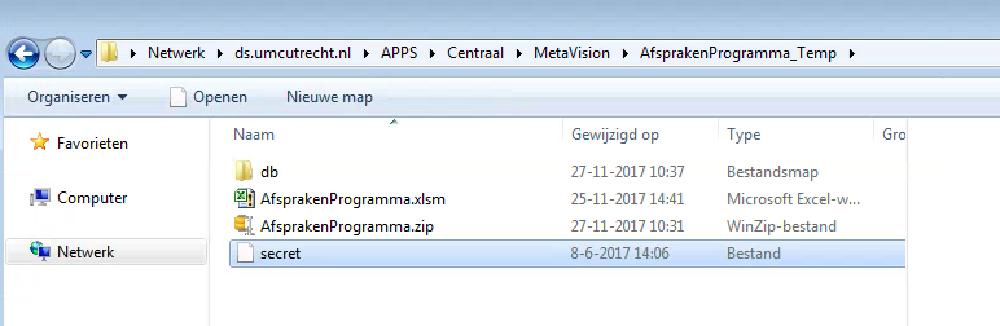 Netwerk ds.umcutrecht.nl APPS Centraal MetaVision AfsprakenProgramma_Temp
Organiseren Openen Nieuwe map
Favorieten
Computer
Netwerk
Naam Gewijzigd op Type Gro
db 27-11-2017 10:37 Bestandsmap
AfsprakenProgramma.xlsm 25-11-2017 14:41 Microsoft Excel-w...
AfsprakenProgramma.zip 27-11-2017 10:31 WinZip-bestand
secret 8-6-2017 14:06 Bestand